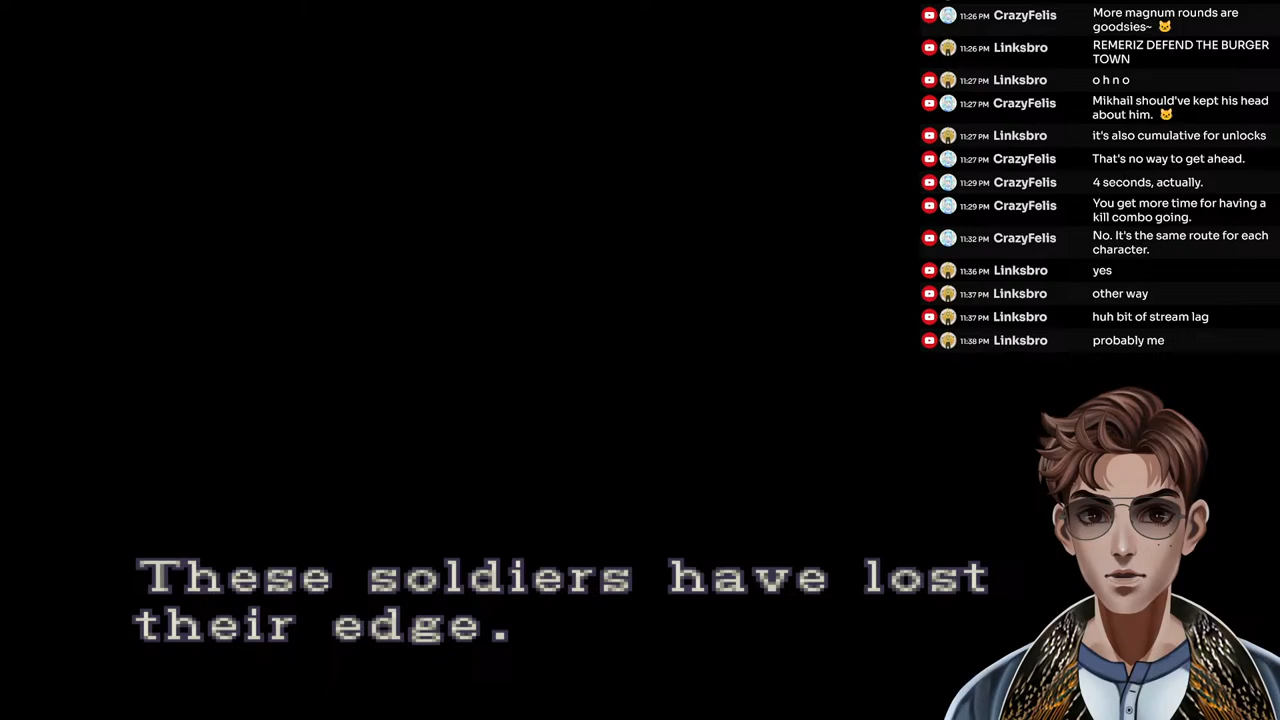 11:26 PM CrazyFelis More magnum rounds are
goodsies~ 🐱
11:26 PM Linksbro REMERIZ DEFEND THE BURGER
TOWN
11:27 PM Linksbro o h n o
11:27 PM CrazyFelis Mikhail should've kept his head
about him. 🐱
11:27 PM Linksbro it's also cumulative for unlocks
11:27 PM CrazyFelis That's no way to get ahead.
11:29 PM CrazyFelis 4 seconds, actually.
11:29 PM CrazyFelis You get more time for having a
kill combo going.
11:32 PM CrazyFelis No. It's the same route for each
character.
11:36 PM Linksbro yes
11:37 PM Linksbro other way
11:37 PM Linksbro huh bit of stream lag
11:38 PM Linksbro probably me
These soldiers have lost
their edge.